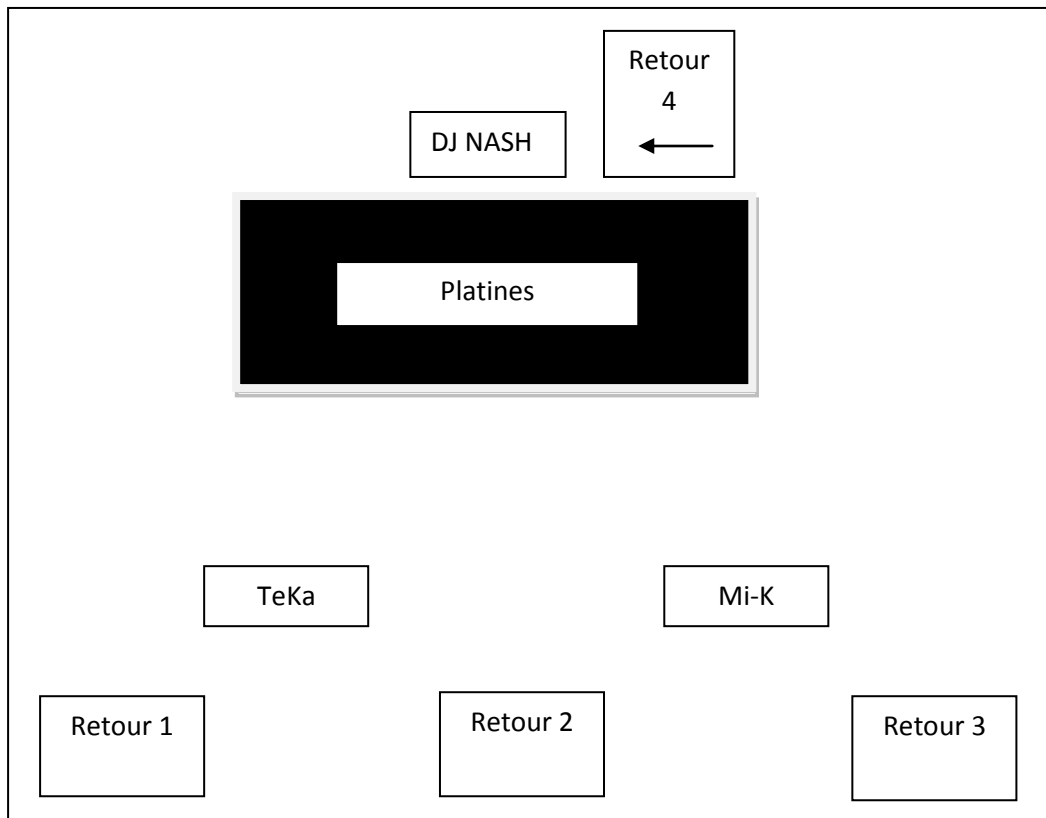 Retour
4
DJ NASH
Platines
TeKa
Mi-K
Retour 1
Retour 2
Retour 3